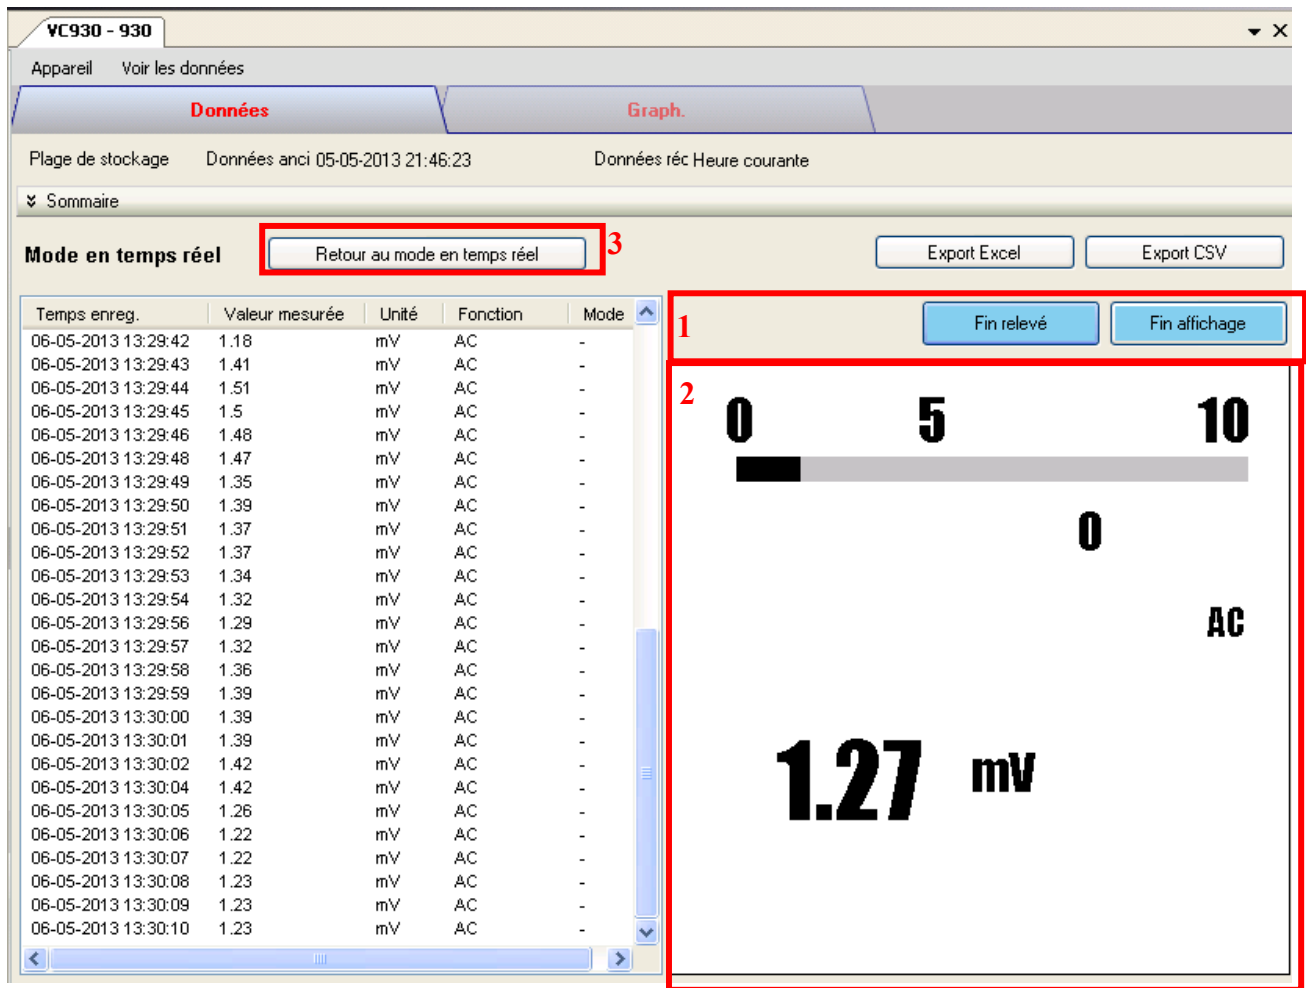 VC930 - 930
Appareil Voir les données
Données Graph.
Plage de stockage Données anci 05-05-2013 21:46:23 Données réc Heure courante
Sommaire
Mode en temps réel Retour au mode en temps réel 3 Export Excel Export CSV
Temps enreg. Valeur mesurée Unité Fonction Mode
06-05-2013 13:29:42 1.18 mV AC -
06-05-2013 13:29:43 1.41 mV AC -
06-05-2013 13:29:44 1.51 mV AC -
06-05-2013 13:29:45 1.5 mV AC -
06-05-2013 13:29:46 1.48 mV AC -
06-05-2013 13:29:48 1.47 mV AC -
06-05-2013 13:29:49 1.35 mV AC -
06-05-2013 13:29:50 1.39 mV AC -
06-05-2013 13:29:51 1.37 mV AC -
06-05-2013 13:29:52 1.37 mV AC -
06-05-2013 13:29:53 1.34 mV AC -
06-05-2013 13:29:54 1.32 mV AC -
06-05-2013 13:29:56 1.29 mV AC -
06-05-2013 13:29:57 1.32 mV AC -
06-05-2013 13:29:58 1.36 mV AC -
06-05-2013 13:29:59 1.39 mV AC -
06-05-2013 13:30:00 1.39 mV AC -
06-05-2013 13:30:01 1.39 mV AC -
06-05-2013 13:30:02 1.42 mV AC -
06-05-2013 13:30:04 1.42 mV AC -
06-05-2013 13:30:05 1.26 mV AC -
06-05-2013 13:30:06 1.22 mV AC -
06-05-2013 13:30:07 1.22 mV AC -
06-05-2013 13:30:08 1.23 mV AC -
06-05-2013 13:30:09 1.23 mV AC -
06-05-2013 13:30:10 1.23 mV AC -
1 Fin relevé Fin affichage
2
0 5 10
0
AC
1.27 mV